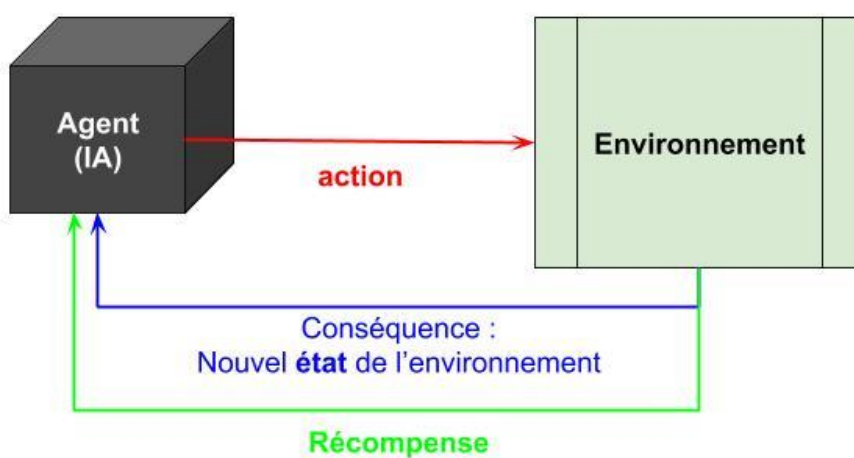 Agent
(IA)
action
Environnement
Conséquence :
Nouvel état de l'environnement
Récompense